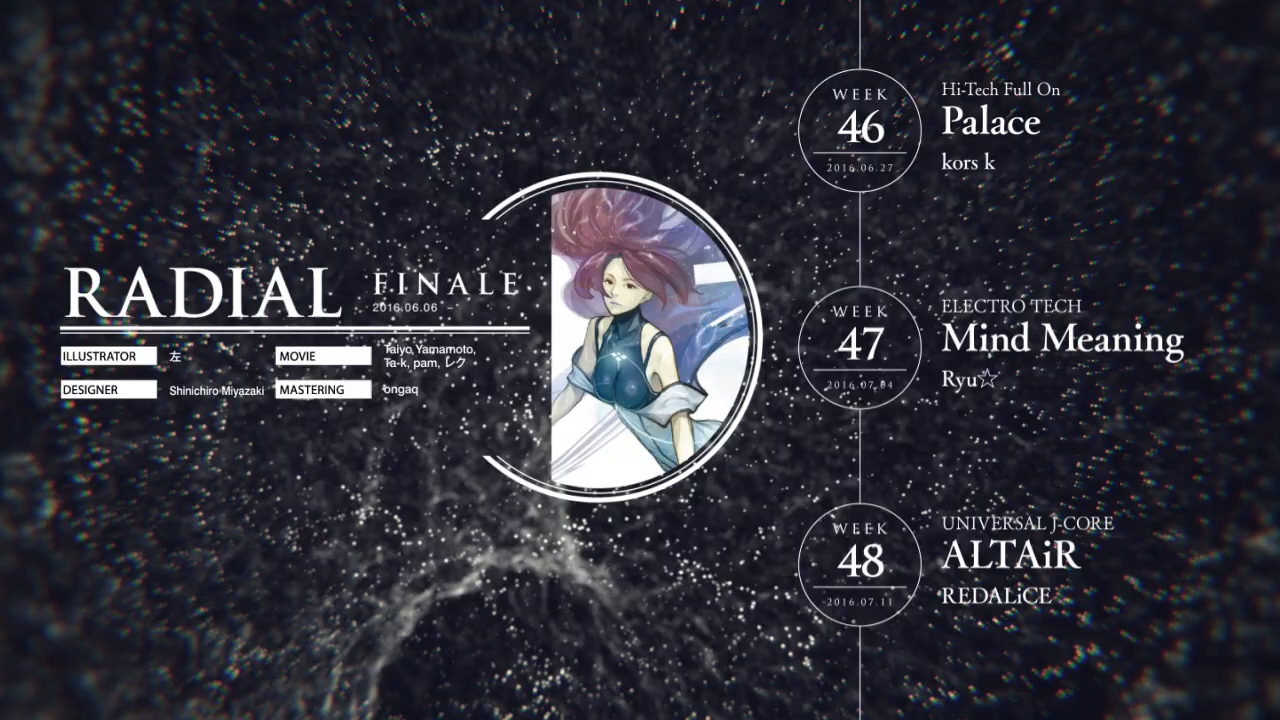 RADIAL FINALE
2016.06.06 –
ILLUSTRATOR 左
MOVIE Taiyo Yamamoto,
Ta-k, pam, レク
DESIGNER Shinichiro Miyazaki
MASTERING ongaq
WEEK
46
2016.06.27
Hi-Tech Full On
Palace
kors k
WEEK
47
2016.07.04
ELECTRO TECH
Mind Meaning
Ryu☆
WEEK
48
2016.07.11
UNIVERSAL J-CORE
ALTAiR
REDALiCE